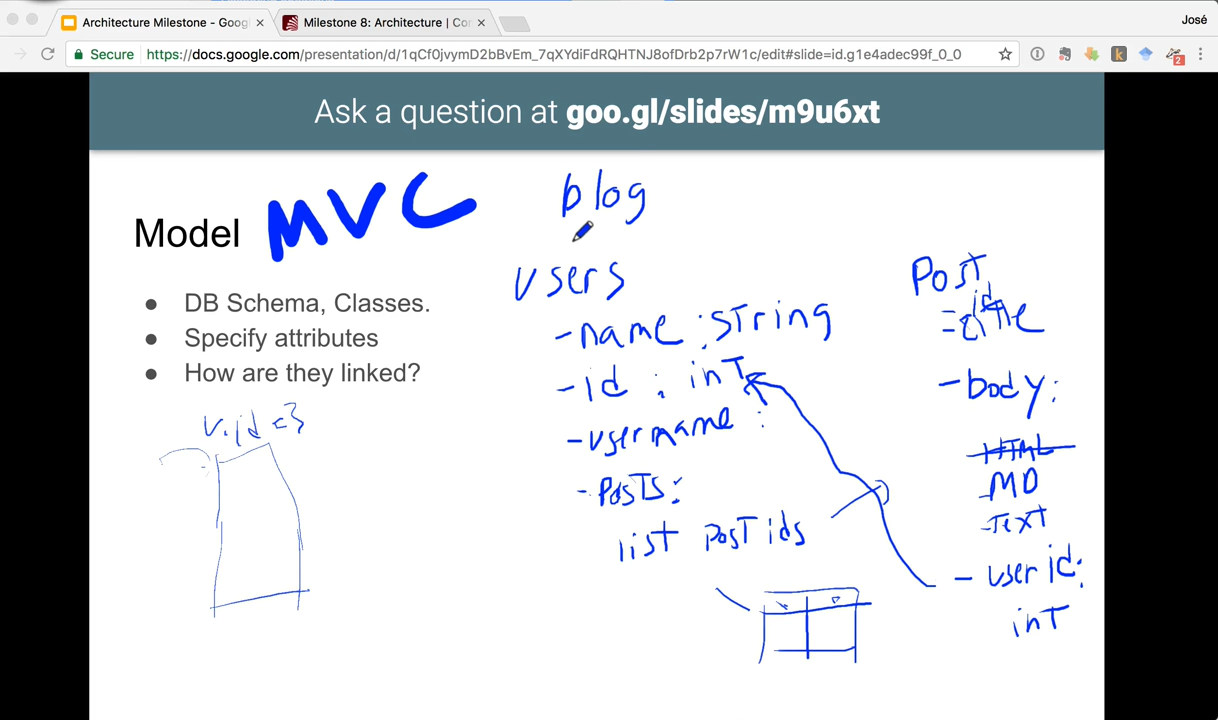 Architecture Milestone - Goog
Milestone 8: Architecture | Cor
José
Secure
https://docs.google.com/presentation/d/1qCf0jvymD2bBvEm_7qXYdiFdRQHTNJ8ofDrb2p7rW1c/edit#slide=id.g1e4adec99f_0_0
2
Ask a question at goo.gl/slides/m9u6xt
Model
MVC
blog
DB Schema, Classes.
Specify attributes
How are they linked?
users
-name :string
-id : int
-username :
-Posts:
list post ids
Post
id
-body:
HTML
-MD
-Text
-user id:
int